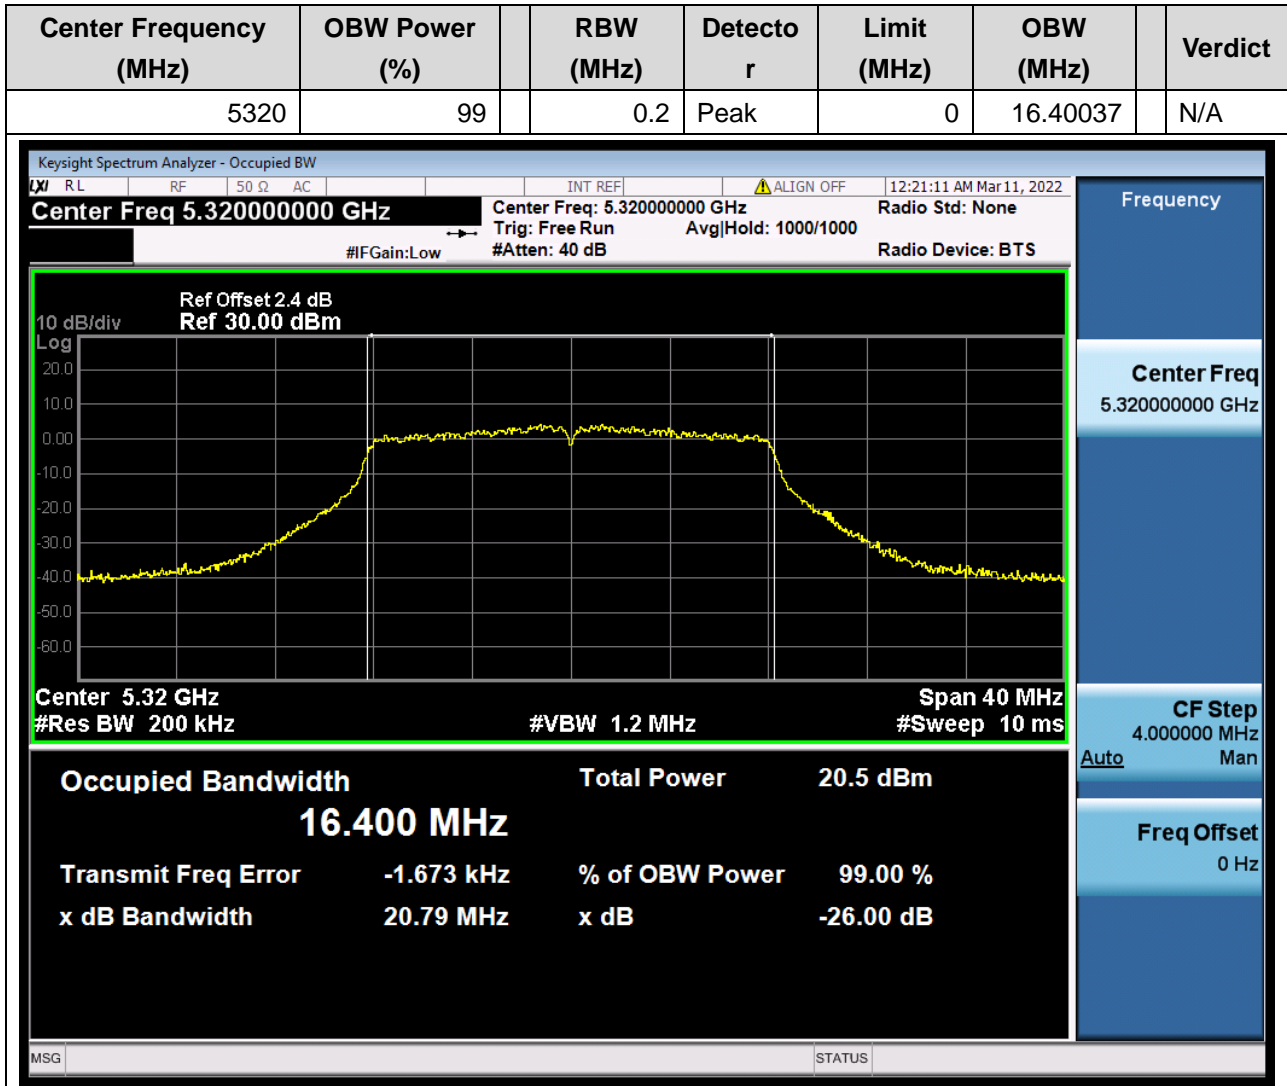 Center Frequency (MHz) OBW Power (%) RBW (MHz) Detecto r Limit (MHz) OBW (MHz) Verdict
5320 99 0.2 Peak 0 16.40037 N/A
Keysight Spectrum Analyzer - Occupied BW
LXI RL RF 50 Ω AC INT REF ALIGN OFF 12:21:11 AM Mar 11, 2022
Center Freq 5.320000000 GHz
Center Freq: 5.320000000 GHz Radio Std: None
Trig: Free Run Avg|Hold: 1000/1000
#IFGain:Low #Atten: 40 dB Radio Device: BTS
Ref Offset 2.4 dB
10 dB/div Ref 30.00 dBm
Log
20.0
10.0
0.00
-10.0
-20.0
-30.0
-40.0
-50.0
-60.0
Center 5.32 GHz Span 40 MHz
#Res BW 200 kHz #VBW 1.2 MHz #Sweep 10 ms
Occupied Bandwidth Total Power 20.5 dBm
16.400 MHz
Transmit Freq Error -1.673 kHz % of OBW Power 99.00 %
x dB Bandwidth 20.79 MHz x dB -26.00 dB
Frequency
Center Freq
5.320000000 GHz
CF Step
4.000000 MHz
Auto Man
Freq Offset
0 Hz
MSG STATUS